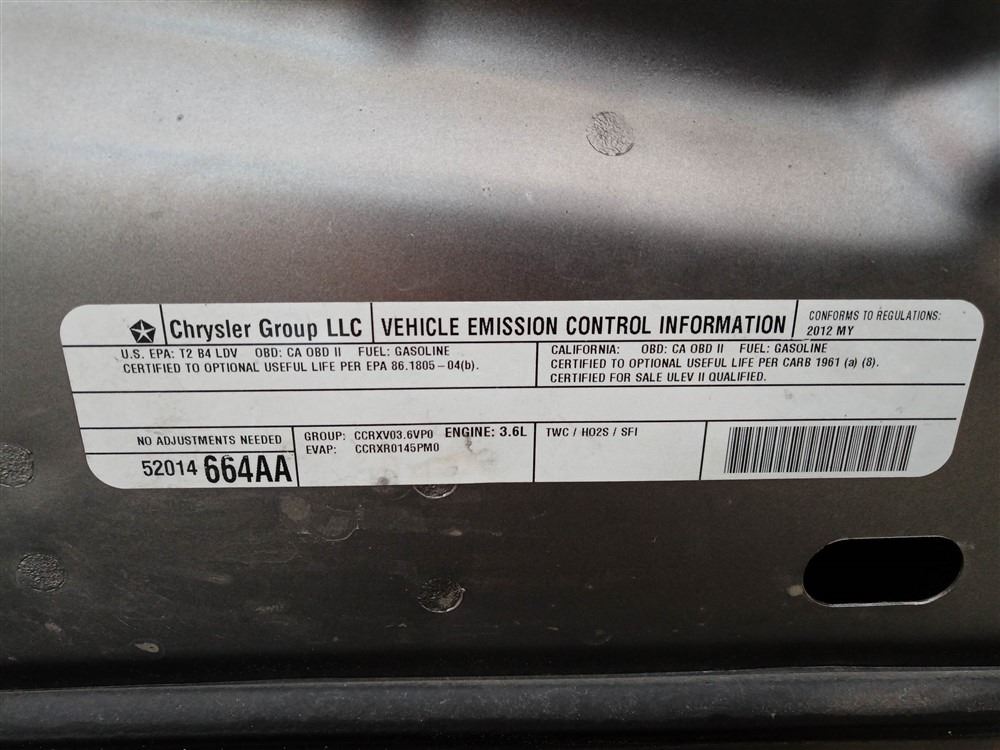 Chrysler Group LLC
VEHICLE EMISSION CONTROL INFORMATION
CONFORMS TO REGULATIONS:
2012 MY
U.S. EPA: T2 B4 LDV OBD: CA OBD II FUEL: GASOLINE
CERTIFIED TO OPTIONAL USEFUL LIFE PER EPA 86.1805-04(b).
CALIFORNIA: OBD: CA OBD II FUEL: GASOLINE
CERTIFIED TO OPTIONAL USEFUL LIFE PER CARB 1961 (a) (8).
CERTIFIED FOR SALE ULEV II QUALIFIED.
NO ADJUSTMENTS NEEDED
52014 664AA
GROUP: CCRXV03.6VP0 ENGINE: 3.6L
EVAP: CCRXR0145PM0
TWC / HO2S / SFI